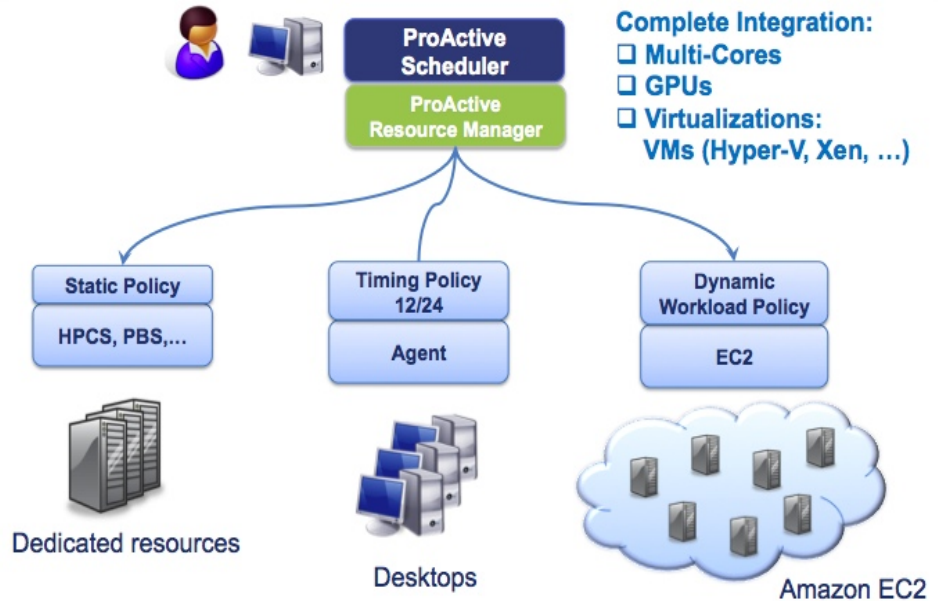 ProActive
Scheduler
ProActive
Resource Manager
Complete Integration:
❑ Multi-Cores
❑ GPUs
❑ Virtualizations:
VMs (Hyper-V, Xen, ...)
Static Policy
HPCS, PBS,...
Timing Policy
12/24
Agent
Dynamic
Workload Policy
EC2
Dedicated resources
Desktops
Amazon EC2